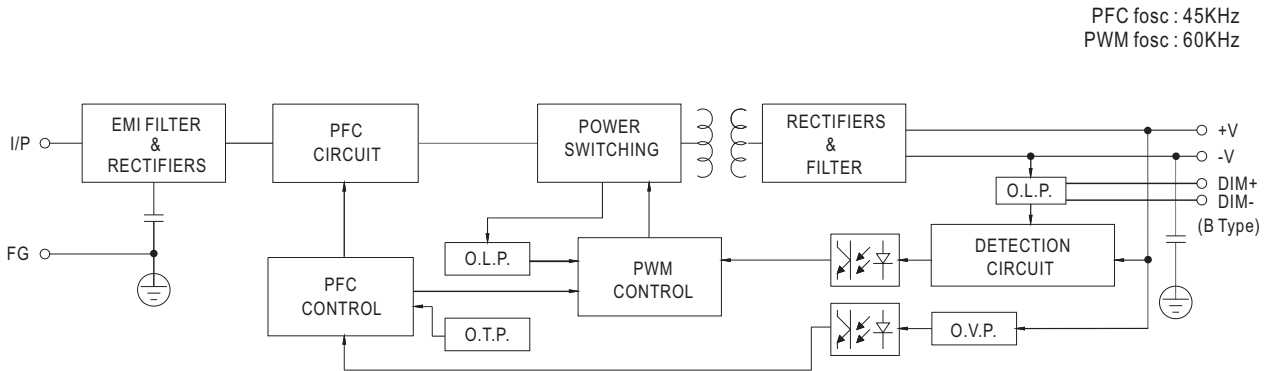 PFC fosc : 45KHz
PWM fosc : 60KHz
I/P
EMI FILTER
&
RECTIFIERS
PFC
CIRCUIT
POWER
SWITCHING
RECTIFIERS
&
FILTER
+V
-V
DIM+
DIM-
(B Type)
O.L.P.
FG
O.L.P.
PFC
CONTROL
PWM
CONTROL
DETECTION
CIRCUIT
O.T.P.
O.V.P.